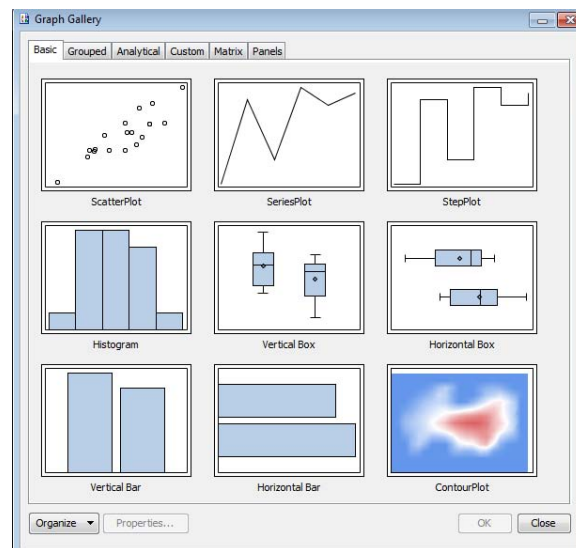 Graph Gallery
Basic Grouped Analytical Custom Matrix Panels
ScatterPlot SeriesPlot StepPlot
Histogram Vertical Box Horizontal Box
Vertical Bar Horizontal Bar ContourPlot
Organize Properties... OK Close